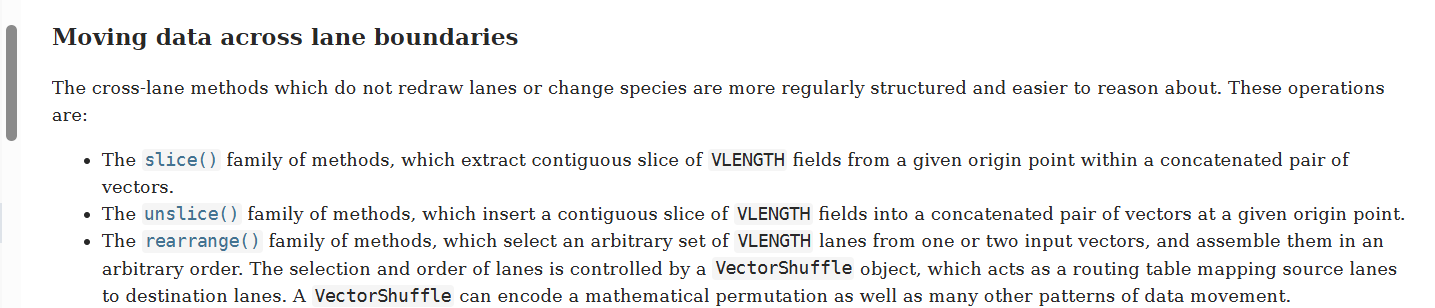 Moving data across lane boundaries
The cross-lane methods which do not redraw lanes or change species are more regularly structured and easier to reason about. These operations
are:
• The slice() family of methods, which extract contiguous slice of VLENGTH fields from a given origin point within a concatenated pair of
vectors.
• The unslice() family of methods, which insert a contiguous slice of VLENGTH fields into a concatenated pair of vectors at a given origin point.
• The rearrange() family of methods, which select an arbitrary set of VLENGTH lanes from one or two input vectors, and assemble them in an
arbitrary order. The selection and order of lanes is controlled by a VectorShuffle object, which acts as a routing table mapping source lanes
to destination lanes. A VectorShuffle can encode a mathematical permutation as well as many other patterns of data movement.